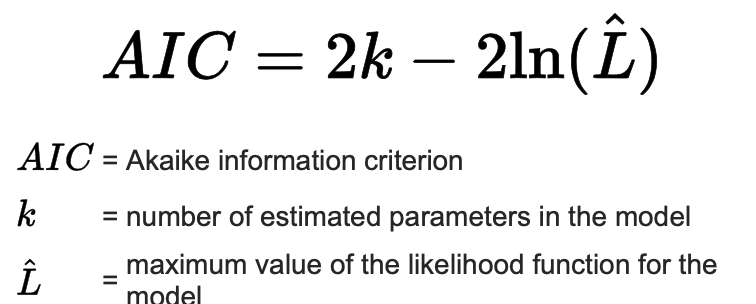 AIC = 2k − 2ln(L̂)
AIC = Akaike information criterion
k = number of estimated parameters in the model
L̂ = maximum value of the likelihood function for the
model